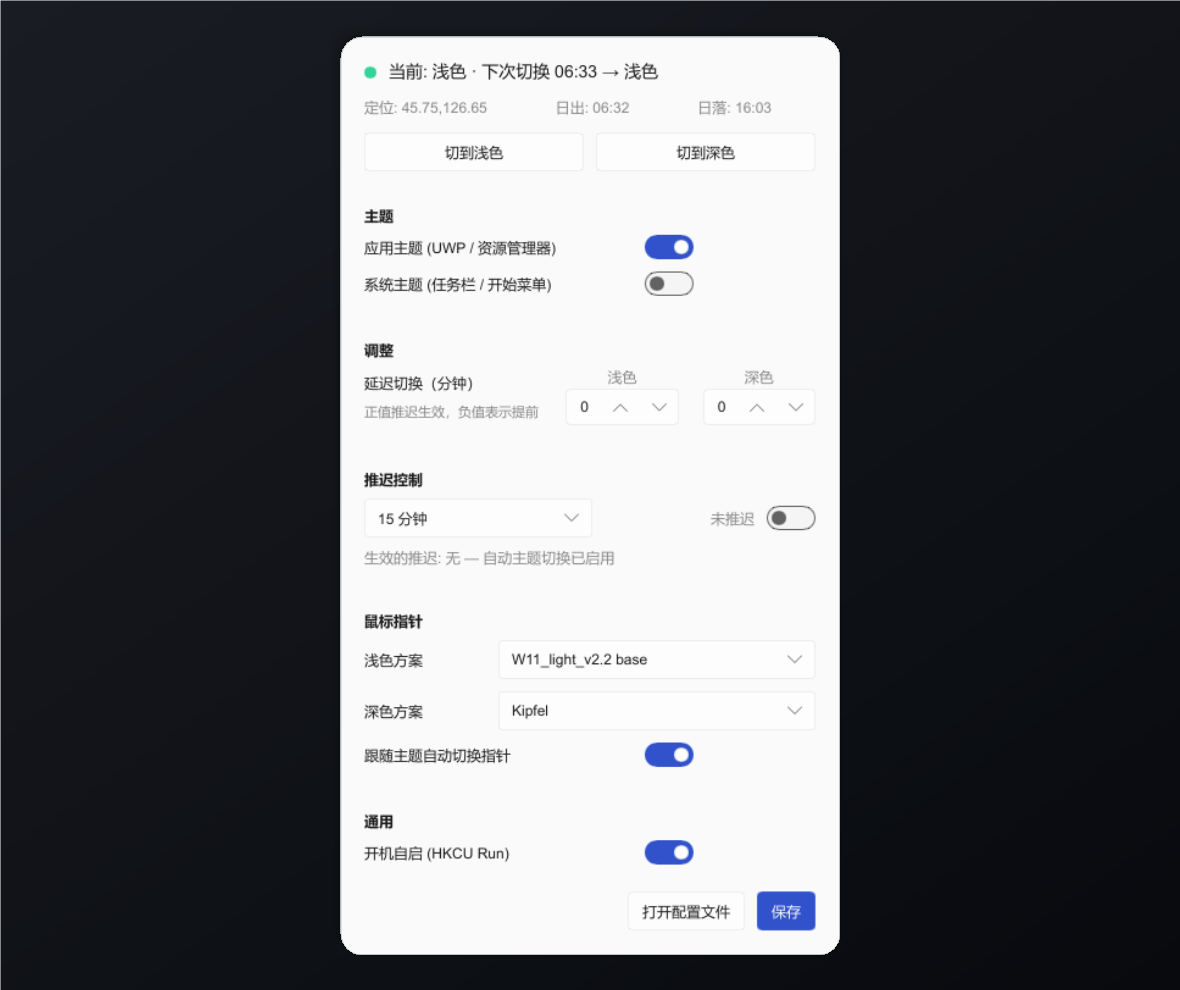 当前: 浅色 · 下次切换 06:33 → 浅色
定位: 45.75,126.65 日出: 06:32 日落: 16:03
切到浅色 切到深色
主题
应用主题 (UWP / 资源管理器)
系统主题 (任务栏 / 开始菜单)
调整
浅色 深色
延迟切换（分钟）
0 0
正值推迟生效，负值表示提前
推迟控制
15 分钟 未推迟
生效的推迟: 无 — 自动主题切换已启用
鼠标指针
浅色方案 W11_light_v2.2 base
深色方案 Kipfel
跟随主题自动切换指针
通用
开机自启 (HKCU Run)
打开配置文件 保存